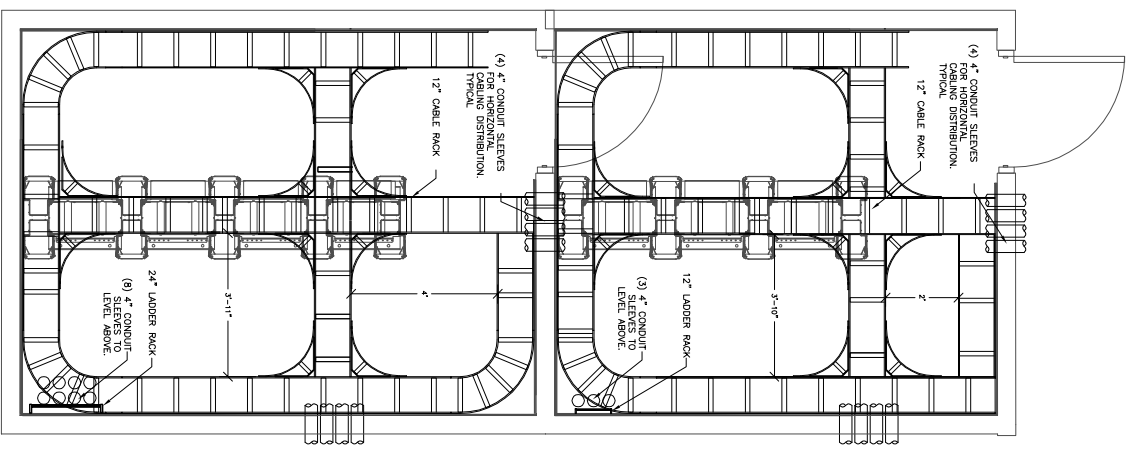 (4) 4" CONDUIT SLEEVES
FOR HORIZONTAL
CABLING DISTRIBUTION.
TYPICAL
12" CABLE RACK
(4) 4" CONDUIT SLEEVES
FOR HORIZONTAL
CABLING DISTRIBUTION.
TYPICAL
12" CABLE RACK
3'-11"
4'
3'-10"
2'
24" LADDER RACK
(8) 4" CONDUIT
SLEEVES TO
LEVEL ABOVE.
12" LADDER RACK
(3) 4" CONDUIT
SLEEVES TO
LEVEL ABOVE.